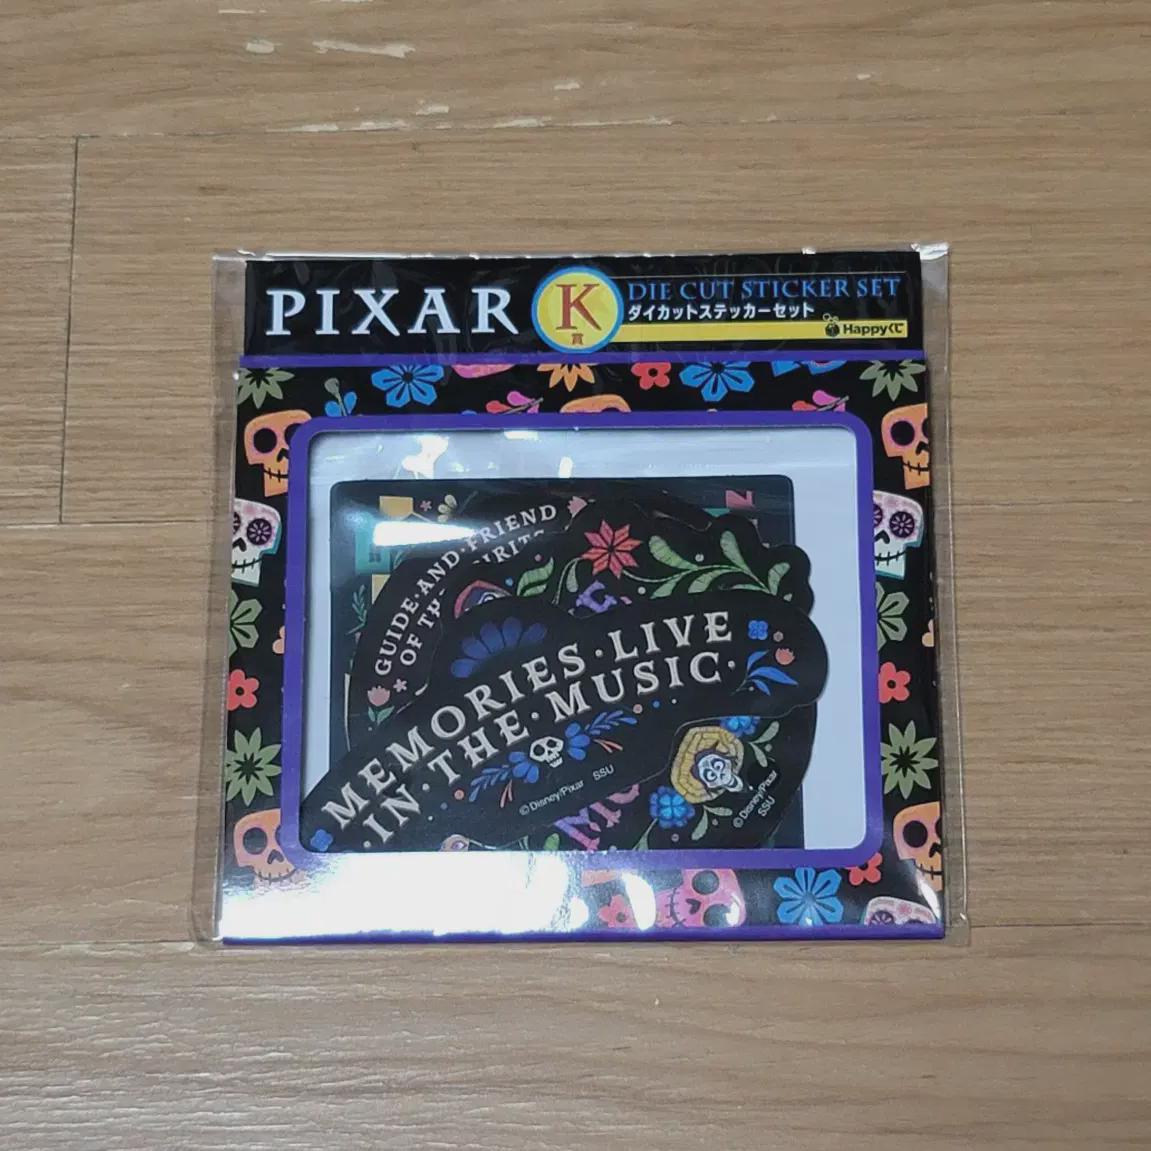 PIXAR
K
賞
DIE CUT STICKER SET
ダイカットステッカーセット
Happyくじ
GUIDE·AND·FRIEND
OF
MEMORIES·LIVE
IN·THE·MUSIC·
©Disney/Pixar SSU
©Disney/Pixar
SSU